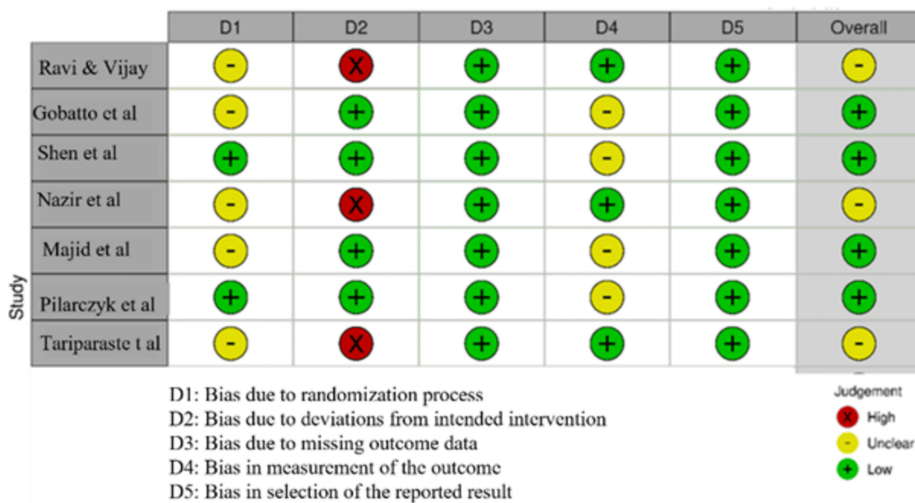 D1 D2 D3 D4 D5 Overall
Ravi & Vijay - X + + + -
Gobatto et al - + + - + +
Shen et al + + + - + +
Nazir et al - X + + + -
Majid et al - + + - + +
Pilarczyk et al + + + - + +
Tariparaste t al - X + + + -
Study
D1: Bias due to randomization process
D2: Bias due to deviations from intended intervention
D3: Bias due to missing outcome data
D4: Bias in measurement of the outcome
D5: Bias in selection of the reported result
Judgement
X High
- Unclear
+ Low